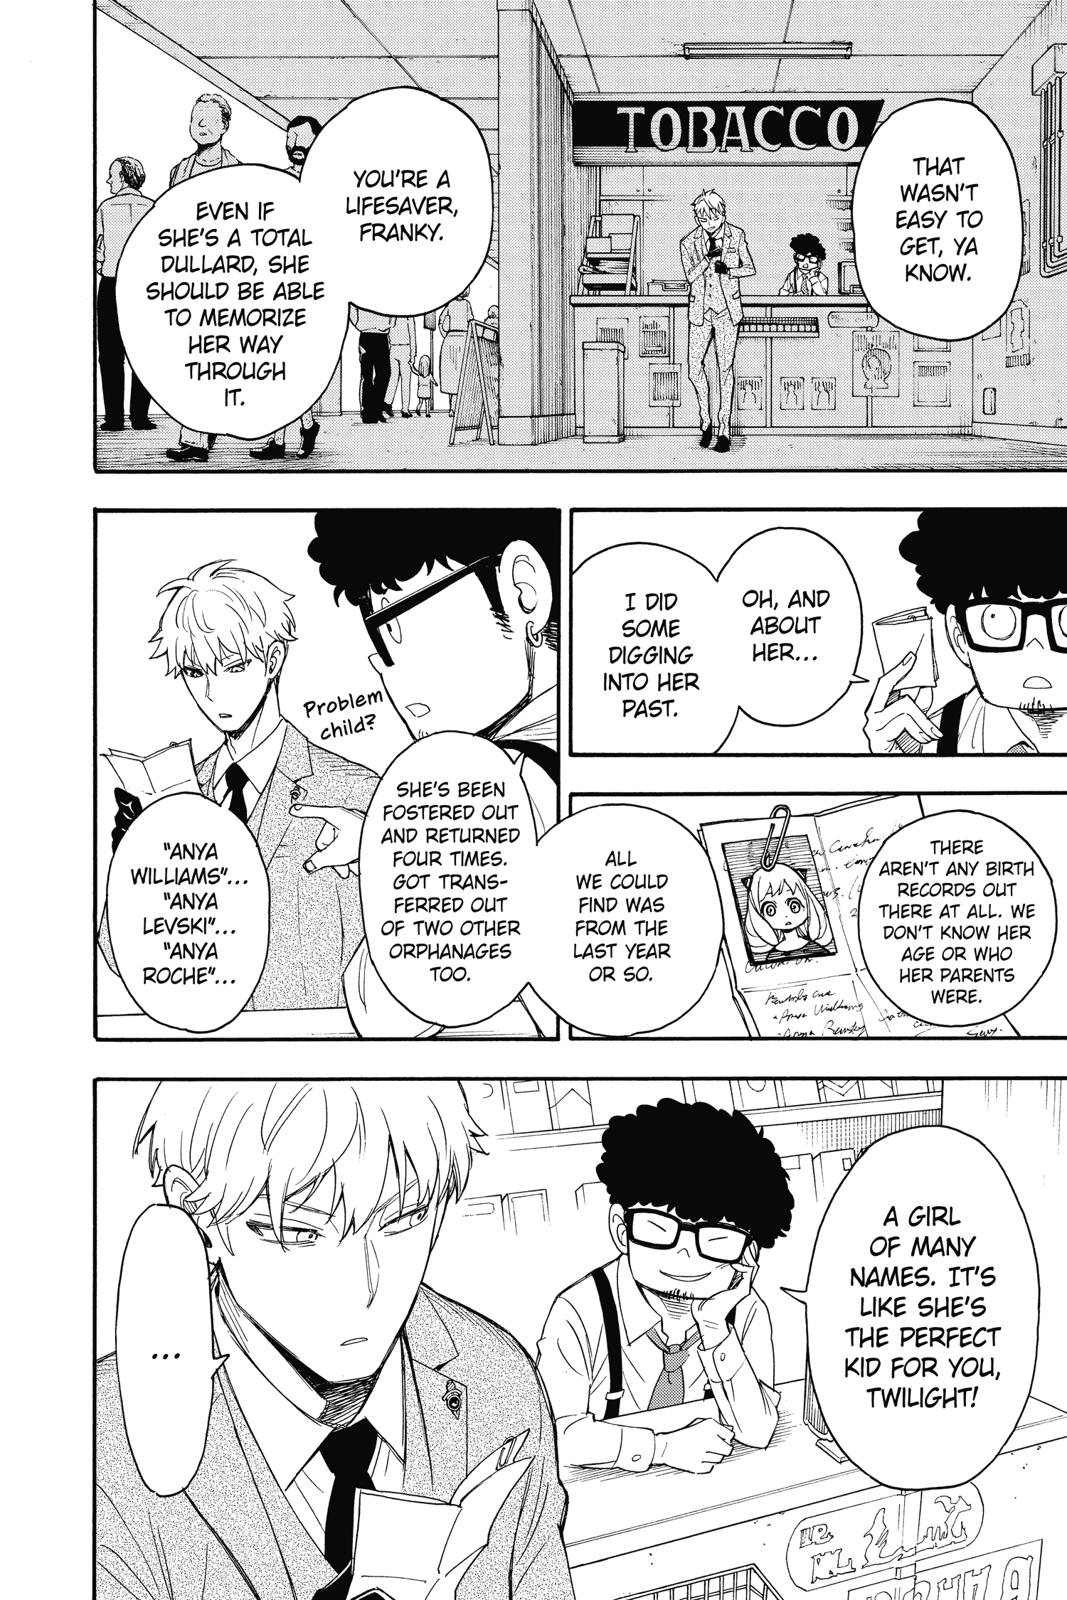 TOBACCO
THAT
WASN'T
EASY TO
GET, YA
KNOW.
YOU'RE A
LIFESAVER,
FRANKY.
EVEN IF
SHE'S A TOTAL
DULLARD, SHE
SHOULD BE ABLE
TO MEMORIZE
HER WAY
THROUGH
IT.
OH, AND
ABOUT
HER...
I DID
SOME
DIGGING
INTO HER
PAST.
THERE
AREN'T ANY BIRTH
RECORDS OUT
THERE AT ALL. WE
DON'T KNOW HER
AGE OR WHO
HER PARENTS
WERE.
ALL
WE COULD
FIND WAS
FROM THE
LAST YEAR
OR SO.
SHE'S BEEN
FOSTERED OUT
AND RETURNED
FOUR TIMES.
GOT TRANS-
FERRED OUT
OF TWO OTHER
ORPHANAGES
TOO.
Problem
child?
"ANYA
WILLIAMS"...
"ANYA
LEVSKI"...
"ANYA
ROCHE"...
A GIRL
OF MANY
NAMES. IT'S
LIKE SHE'S
THE PERFECT
KID FOR YOU,
TWILIGHT!
...